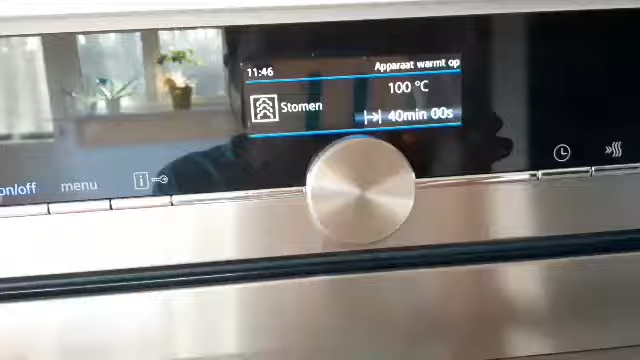 11:46 Apparaat warmt op
100 °C
Stomen
40min 00s
on/off menu i